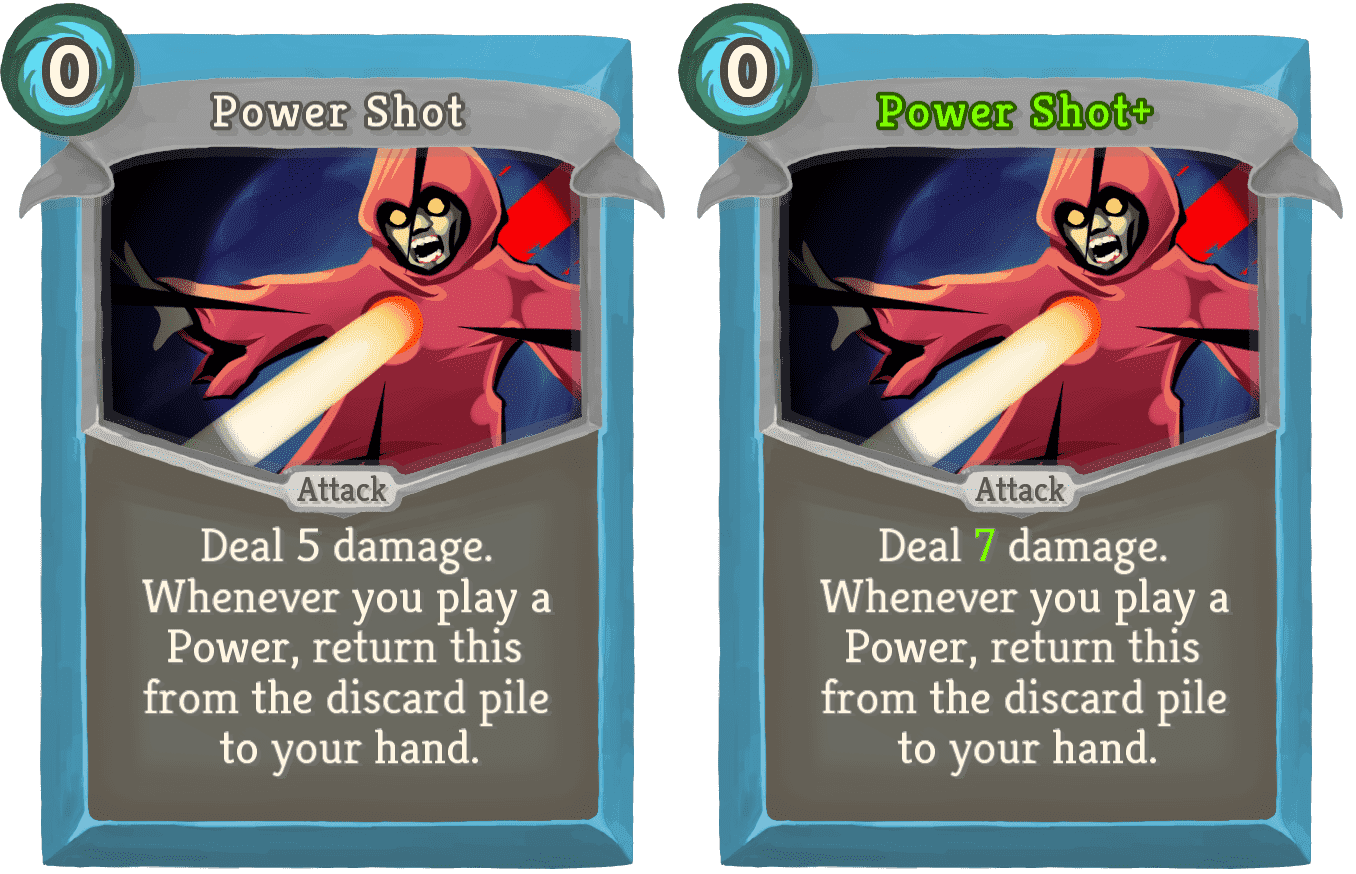 0
Power Shot
Attack
Deal 5 damage.
Whenever you play a
Power, return this
from the discard pile
to your hand.
0
Power Shot+
Attack
Deal 7 damage.
Whenever you play a
Power, return this
from the discard pile
to your hand.